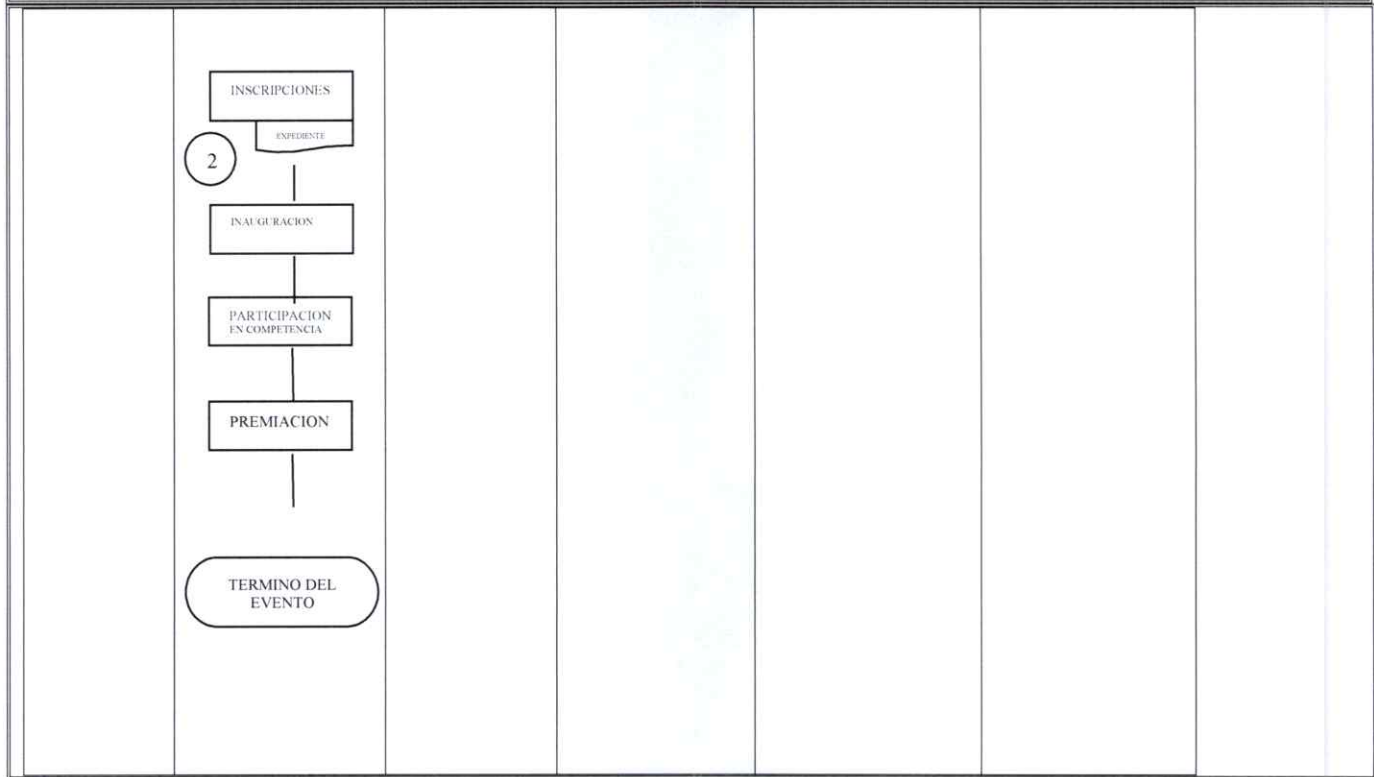 INSCRIPCIONES
EXPEDIENTE
2
INAUGURACION
PARTICIPACION
EN COMPETENCIA
PREMIACION
TERMINO DEL
EVENTO